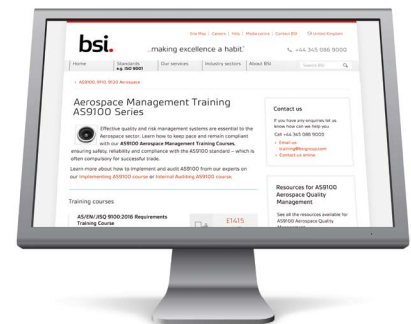 Site Map | Careers | Help | Media centre | Contact BSI United Kingdom
bsi.
...making excellence a habit.™
+44 345 086 9000
Home
Standards
e.g. ISO 9001
Our services
Industry sectors
About BSI
Search BSI
AS9100, 9110, 9120 Aerospace
Aerospace Management Training
AS9100 Series
Effective quality and risk management systems are essential to the
Aerospace sector. Learn how to keep pace and remain compliant
with our AS9100 Aerospace Management Training Courses,
ensuring safety, reliability and compliance with the AS9100 standard – which is
often compulsory for successful trade.
Learn more about how to implement and audit AS9100 from our experts on
our Implementing AS9100 course or Internal Auditing AS9100 course.
Training courses
AS/EN/JISQ 9100:2016 Requirements
Training Course
£1415
Contact us
If you have any enquiries let us
know how can we help you
Call +44 345 086 9000
› Email us
training@bsigroup.com
› Contact us online
Resources for AS9100
Aerospace Quality
Management
See all the resources available for
AS9100 Aerospace Quality
Management